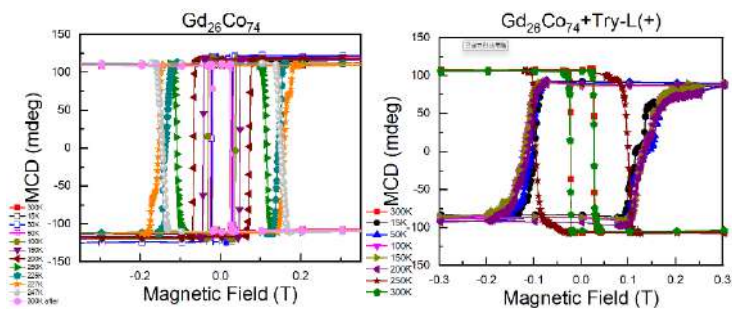 Gd26Co74
MCD (mdeg)
150
100
50
0
-50
-100
-150
300K
15K
50K
100K
150K
200K
250K
225K
227K
247K
300K after
-0.2
0.0
0.2
Magnetic Field (T)
Gd26Co74+Try-L(+)
MCD (mdeg)
150
100
50
0
-50
-100
-150
300K
15K
50K
100K
150K
200K
250K
300K
-0.3
-0.2
-0.1
0.0
0.1
0.2
0.3
Magnetic Field (T)